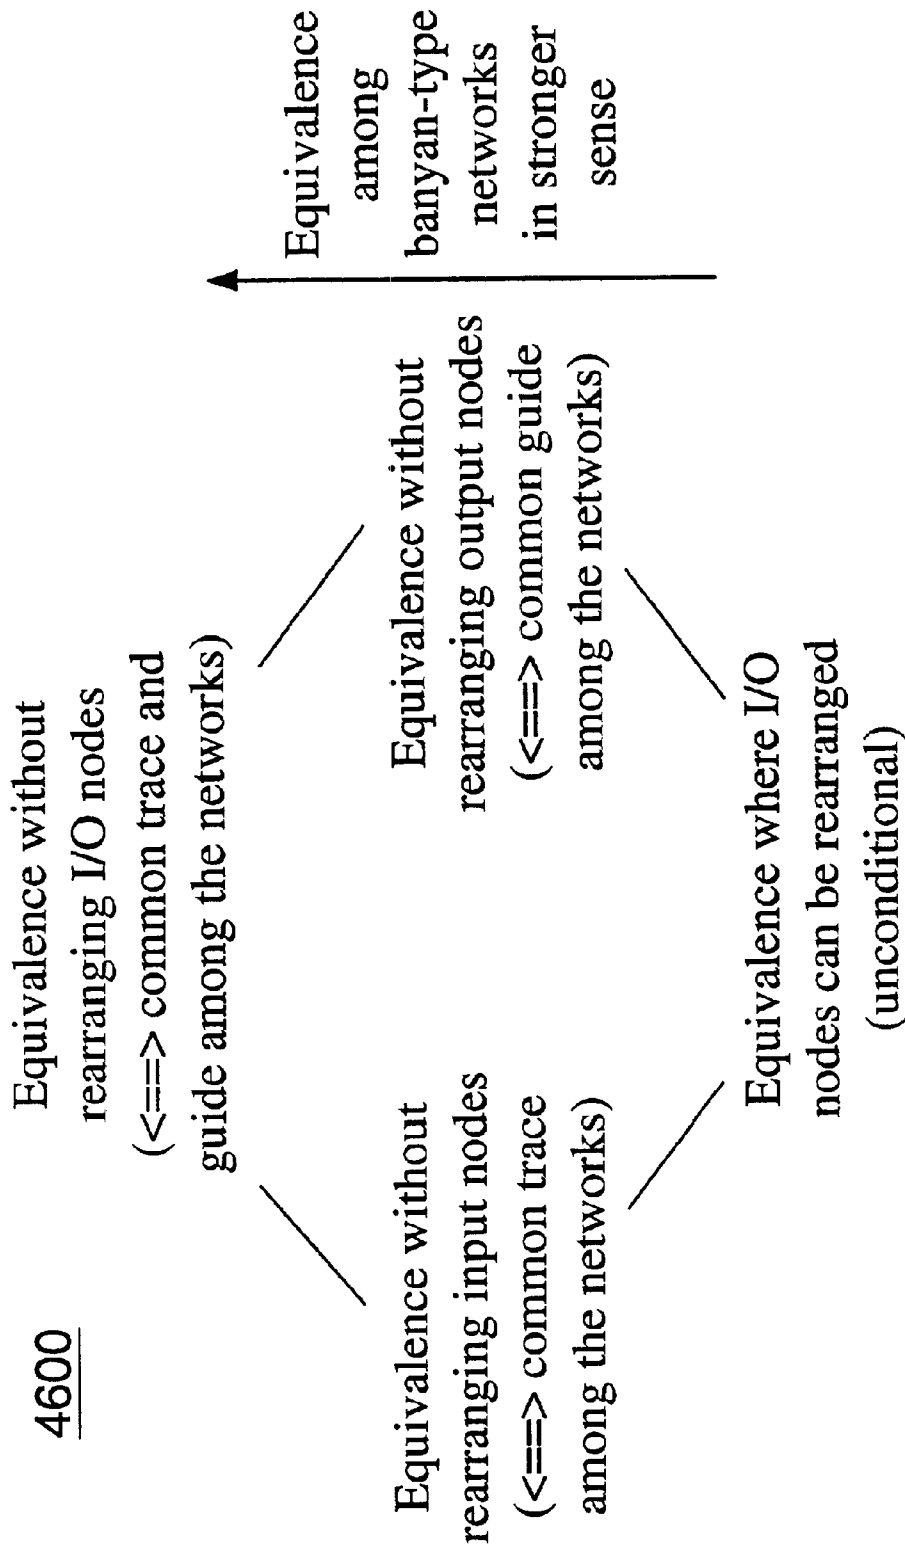 4600
Equivalence without
rearranging I/O nodes
(<==> common trace and
guide among the networks)
Equivalence without
rearranging input nodes
(<==> common trace
among the networks)
Equivalence without
rearranging output nodes
(<==> common guide
among the networks)
Equivalence where I/O
nodes can be rearranged
(unconditional)
Equivalence
among
banyan-type
networks
in stronger
sense